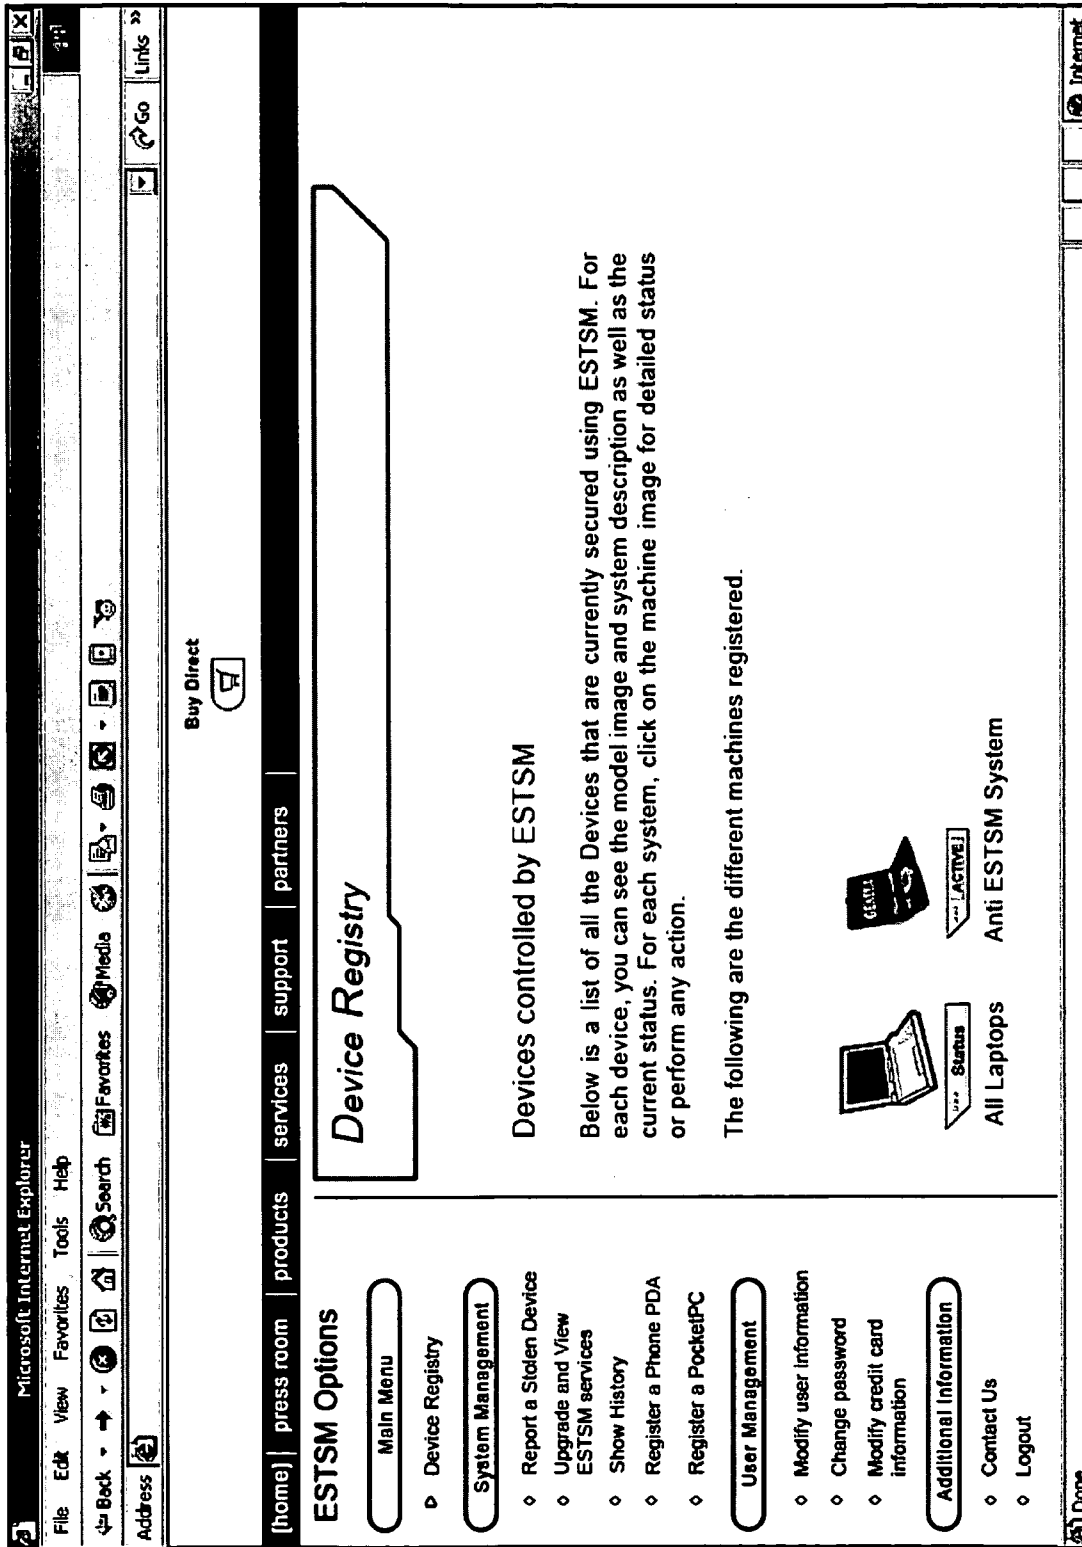 Microsoft Internet Explorer
File Edit View Favorites Tools Help
Back Search Favorites Media
Address Go Links »
Buy Direct
[home] press room products services support partners
ESTSM Options
Main Menu
Device Registry
System Management
Report a Stolen Device
Upgrade and View
ESTSM services
Show History
Register a Phone PDA
Register a PocketPC
User Management
Modify user Information
Change password
Modify credit card
information
Additional Information
Contact Us
Logout
Device Registry
Devices controlled by ESTSM
Below is a list of all the Devices that are currently secured using ESTSM. For
each device, you can see the model image and system description as well as the
current status. For each system, click on the machine image for detailed status
or perform any action.
The following are the different machines registered.
Status
ACTIVE
All Laptops
Anti ESTSM System
Done
Internet